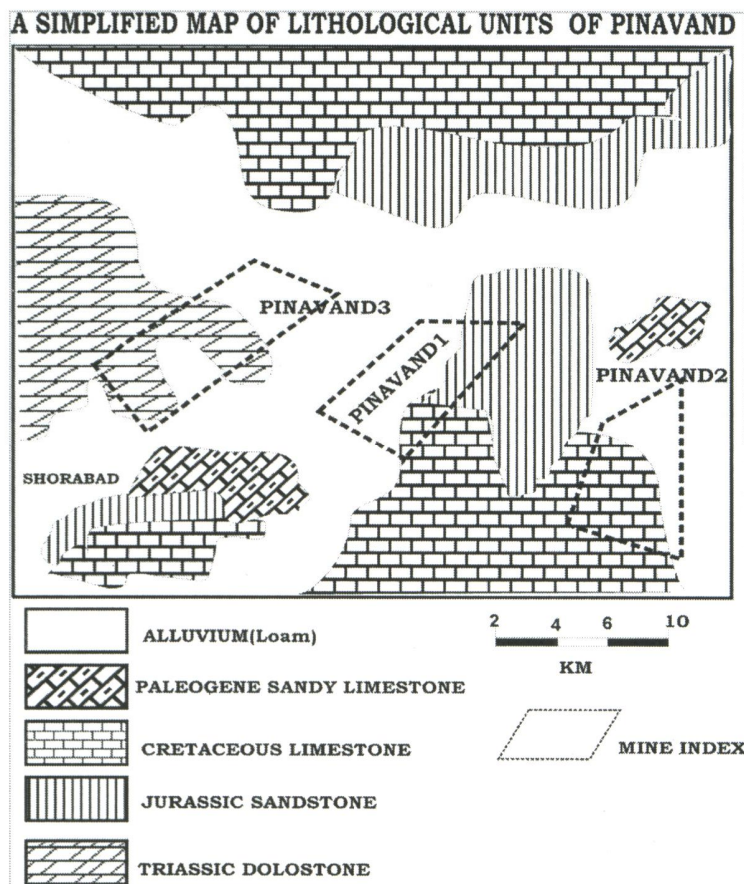 A SIMPLIFIED MAP OF LITHOLOGICAL UNITS OF PINAVAND
PINAVAND3
PINAVAND1
PINAVAND2
SHORABAD
ALLUVIUM(Loam)
PALEOGENE SANDY LIMESTONE
CRETACEOUS LIMESTONE
JURASSIC SANDSTONE
TRIASSIC DOLOSTONE
2 4 6 10
KM
MINE INDEX